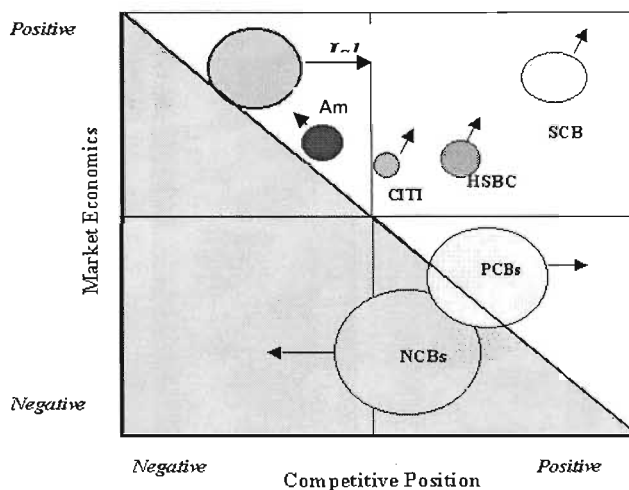 Positive
Am
SCB
CITI
HSBC
Market Economics
PCBs
NCBs
Negative
Negative
Positive
Competitive Position